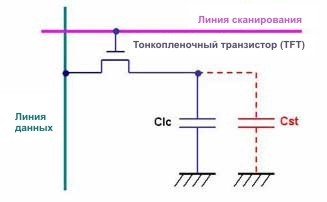 Линия сканирования
Тонкопленочный транзистор (TFT)
Линия
данных
Clc
Cst